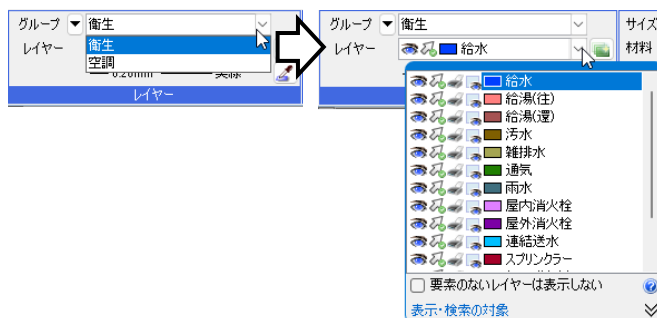 グループ 衛生
レイヤー 衛生
空調
0.20mm 実線
レイヤー
グループ 衛生
レイヤー 給水
サイズ
材料
給水
給湯(往)
給湯(還)
汚水
雑排水
通気
雨水
屋内消火栓
屋外消火栓
連結送水
スプリンクラー
要素のないレイヤーは表示しない
表示・検索の対象